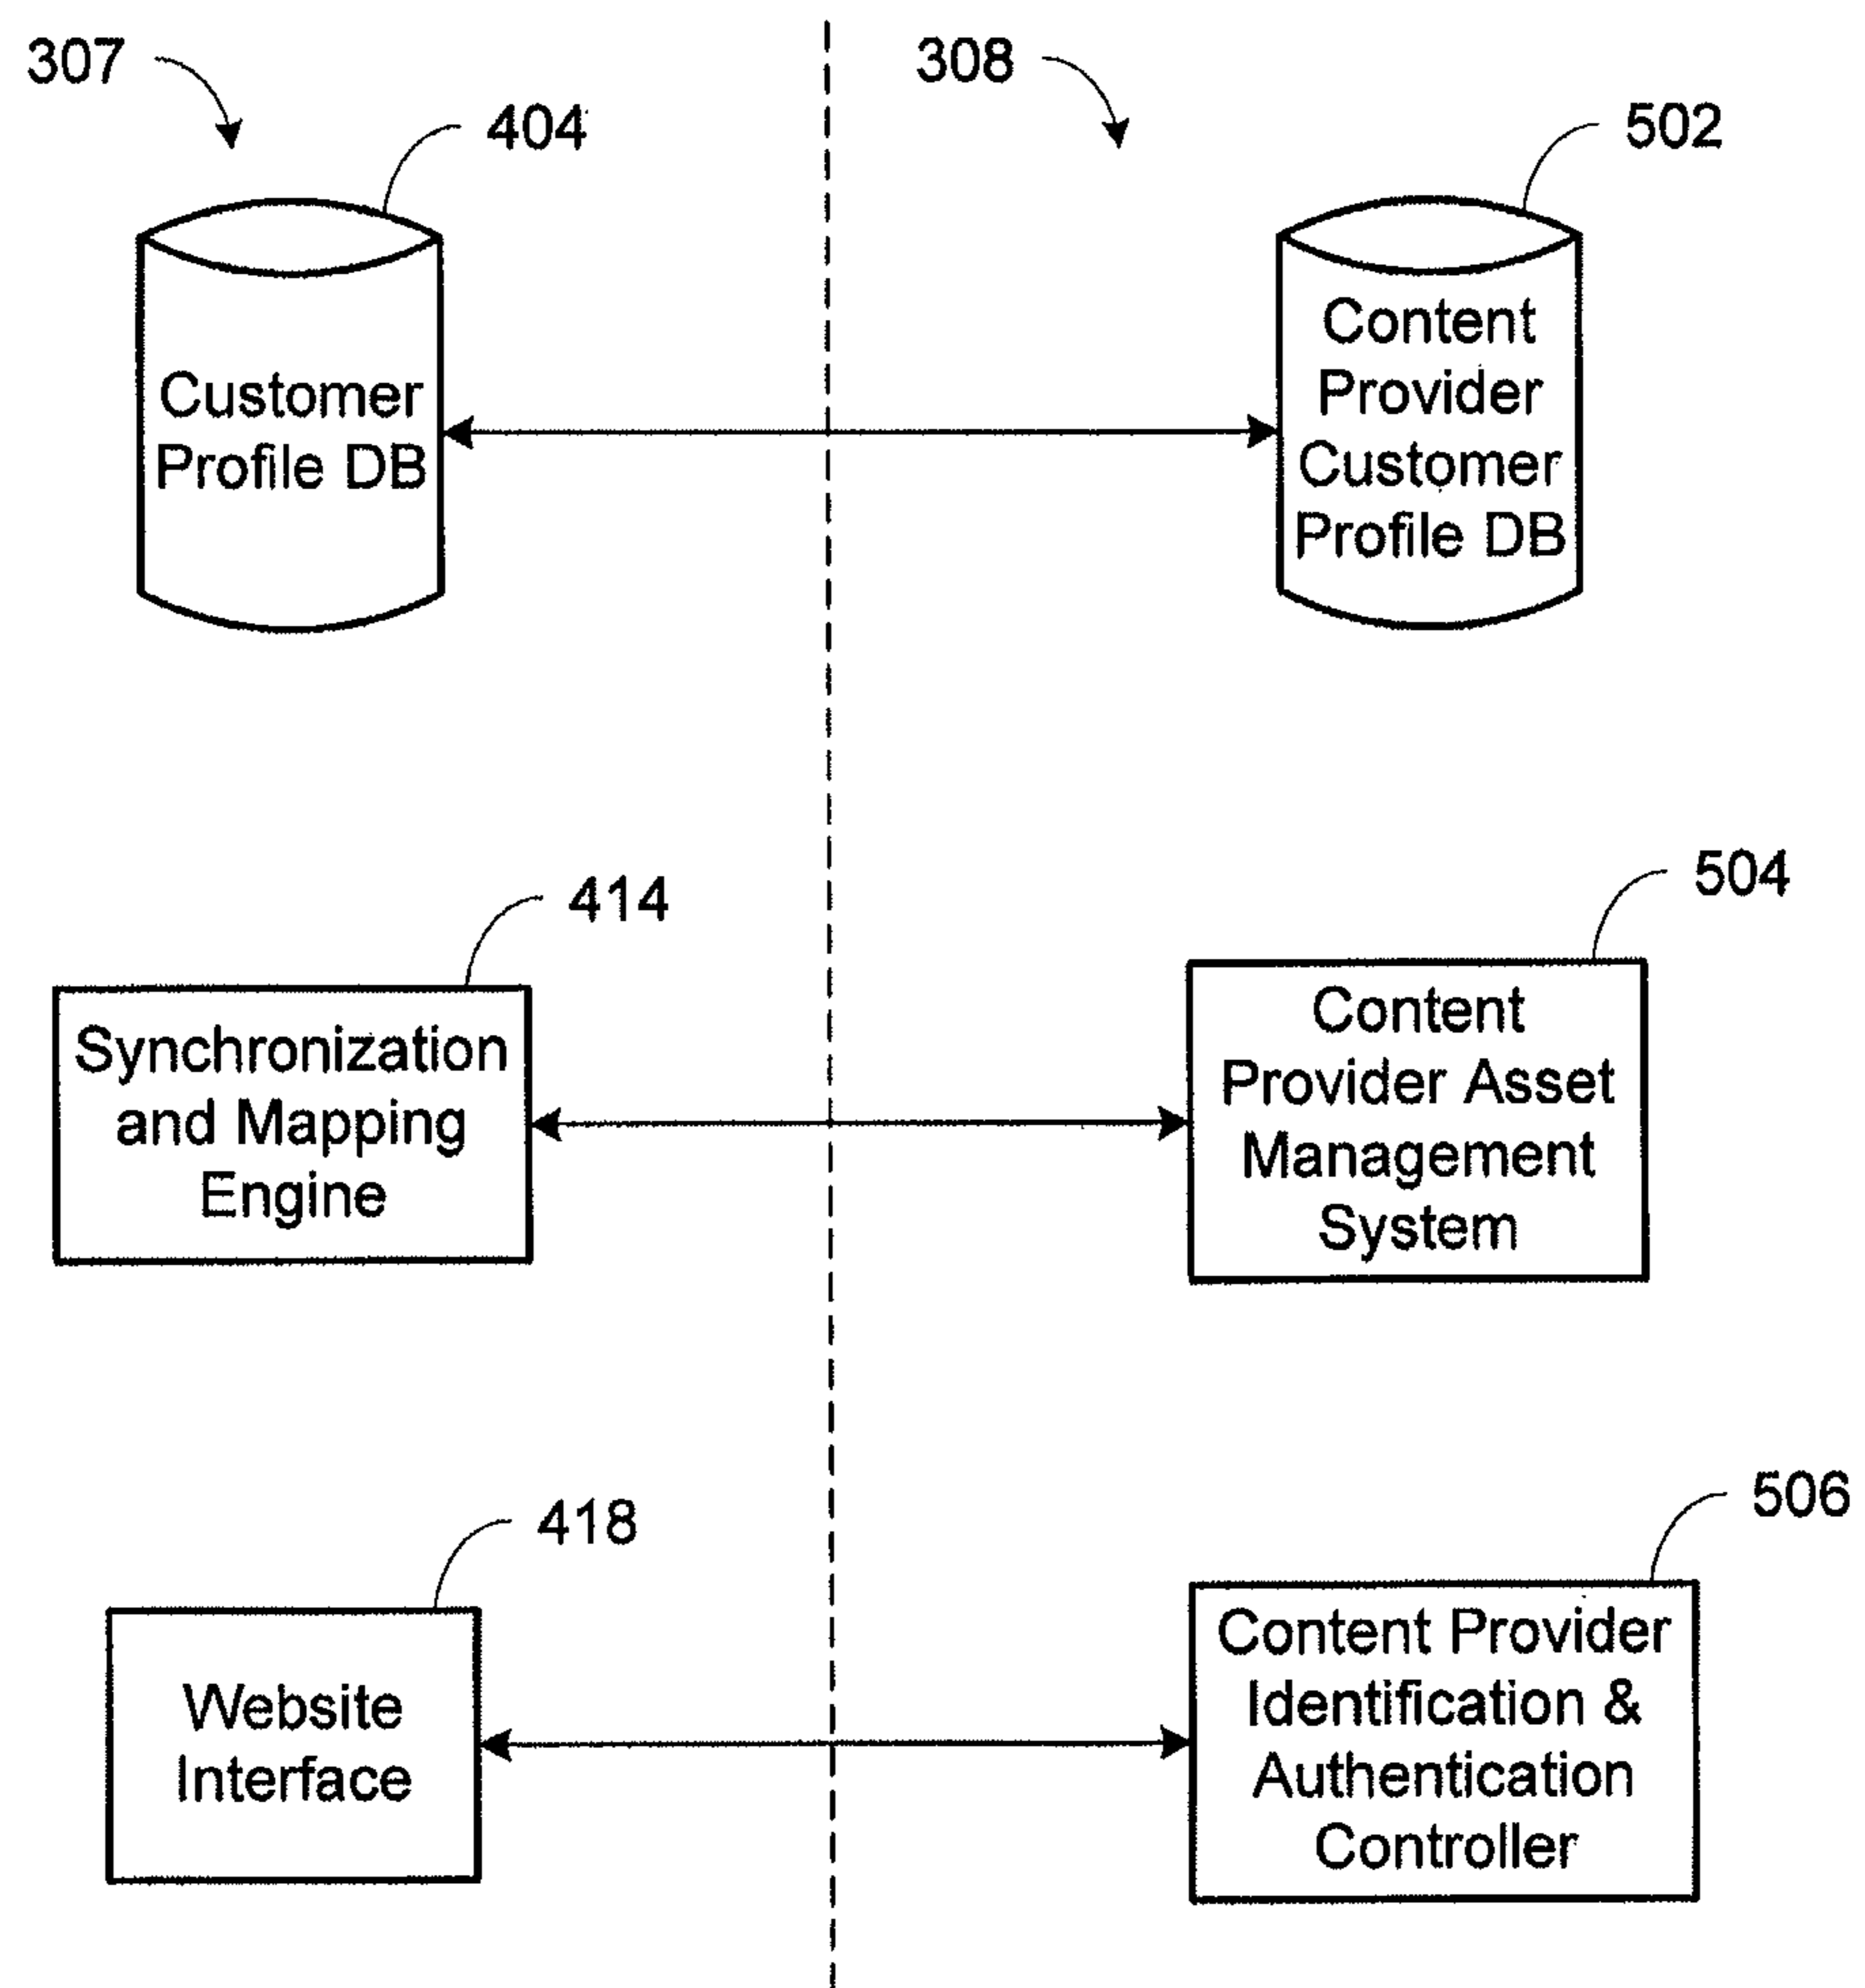 307
308
404
502
Customer
Profile DB
Content
Provider
Customer
Profile DB
414
504
Synchronization
and Mapping
Engine
Content
Provider Asset
Management
System
418
506
Website
Interface
Content Provider
Identification &
Authentication
Controller